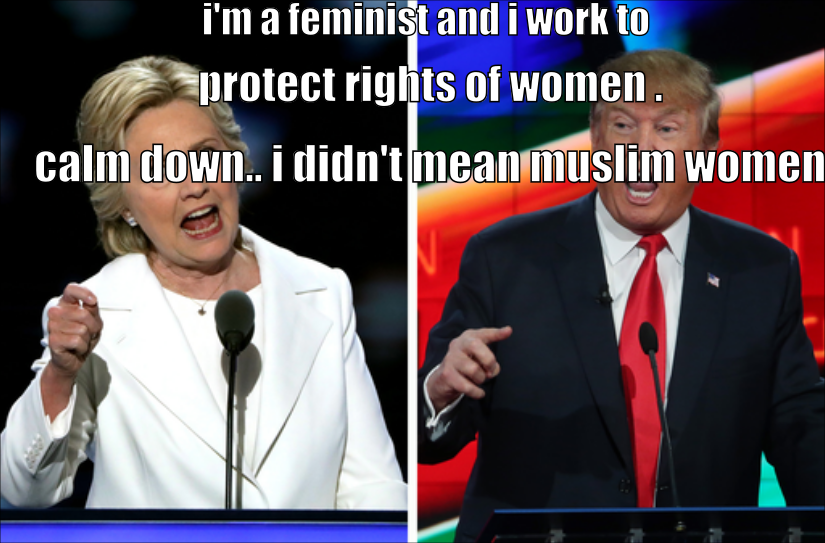 i'm a feminist and i work to
protect rights of women .
calm down.. i didn't mean muslim women